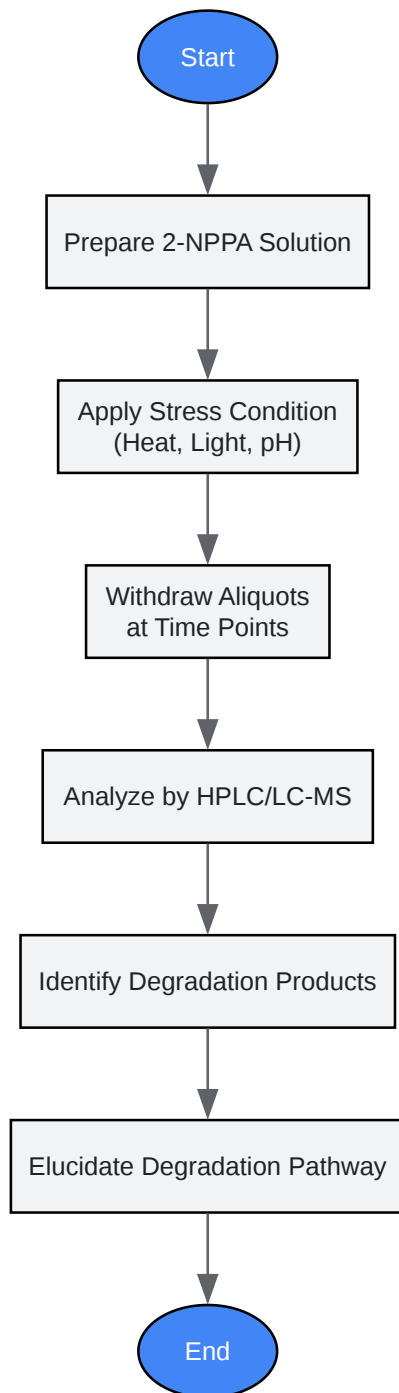 Start
Prepare 2-NPPA Solution
Apply Stress Condition
(Heat, Light, pH)
Withdraw Aliquots
at Time Points
Analyze by HPLC/LC-MS
Identify Degradation Products
Elucidate Degradation Pathway
End